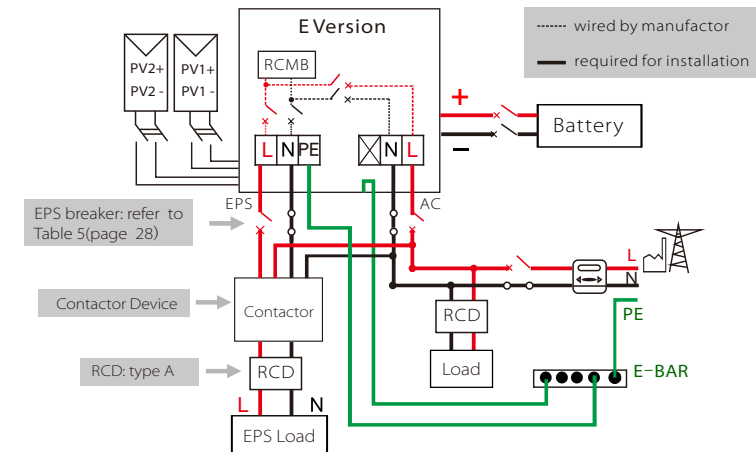 E Version
wired by manufactor
required for installation
PV2+
PV2 -
PV1+
PV1 -
RCMB
+
−
Battery
L
N
PE
N
L
EPS
AC
EPS breaker: refer to
Table 5(page 28)
Contactor Device
Contactor
RCD: type A
RCD
L
N
EPS Load
RCD
Load
L
N
PE
E-BAR